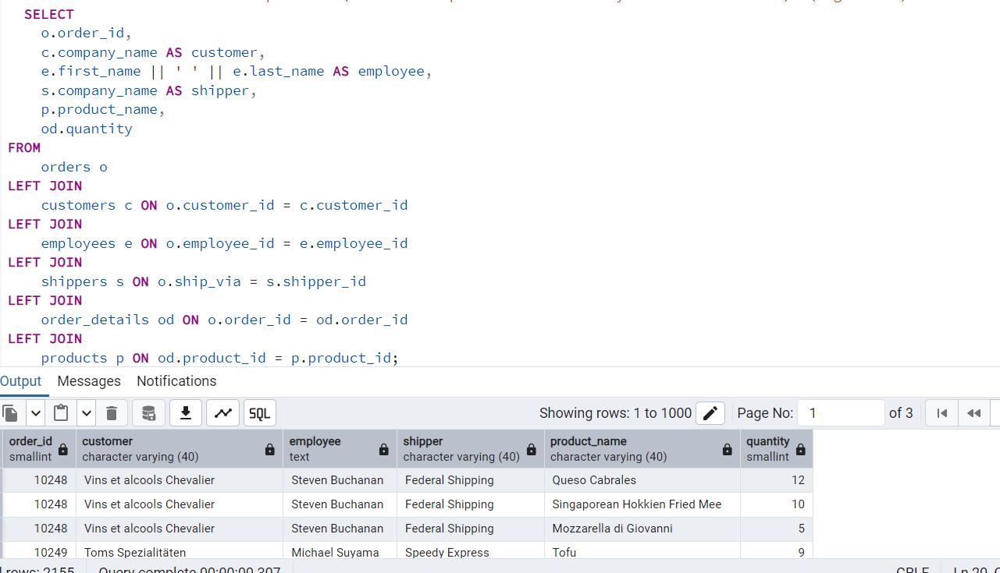 SELECT
o.order_id,
c.company_name AS customer,
e.first_name || ' ' || e.last_name AS employee,
s.company_name AS shipper,
p.product_name,
od.quantity
FROM
orders o
LEFT JOIN
customers c ON o.customer_id = c.customer_id
LEFT JOIN
employees e ON o.employee_id = e.employee_id
LEFT JOIN
shippers s ON o.ship_via = s.shipper_id
LEFT JOIN
order_details od ON o.order_id = od.order_id
LEFT JOIN
products p ON od.product_id = p.product_id;
Output Messages Notifications
SQL Showing rows: 1 to 1000 Page No: 1 of 3
order_id customer employee shipper product_name quantity
smallint character varying (40) text character varying (40) character varying (40) smallint
10248 Vins et alcools Chevalier Steven Buchanan Federal Shipping Queso Cabrales 12
10248 Vins et alcools Chevalier Steven Buchanan Federal Shipping Singaporean Hokkien Fried Mee 10
10248 Vins et alcools Chevalier Steven Buchanan Federal Shipping Mozzarella di Giovanni 5
10249 Toms Spezialitäten Michael Suyama Speedy Express Tofu 9
rows: 2155 Query complete 00:00:00.307 CRLF Ln 20,